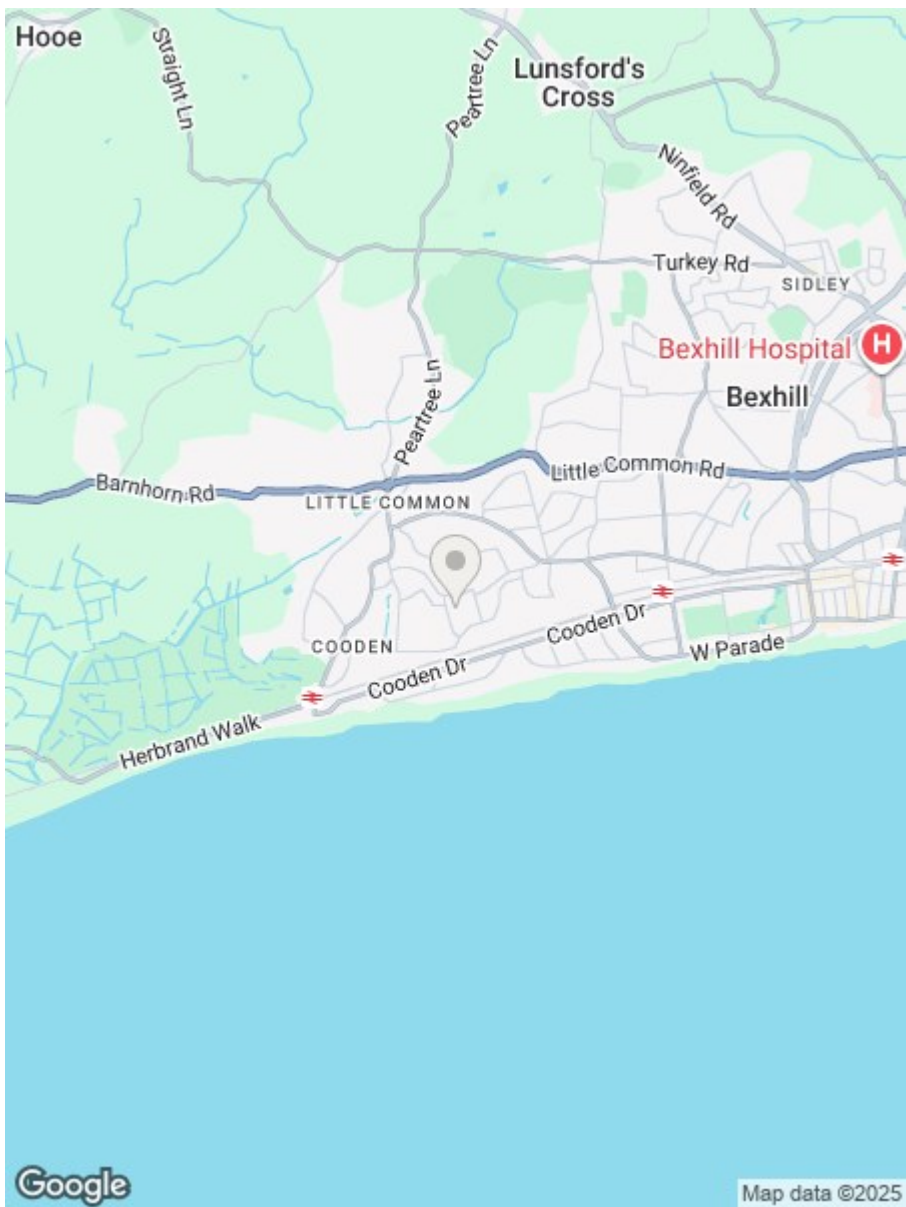 Hooe
Straight Ln
Peartree Ln
Lunsford's
Cross
Ninfield Rd
Turkey Rd
SIDLEY
Bexhill Hospital
H
Bexhill
Peartree Ln
Barnhorn Rd
Little Common Rd
LITTLE COMMON
COODEN
Cooden Dr
Cooden Dr
W Parade
Herbrand Walk
Google
Map data ©2025